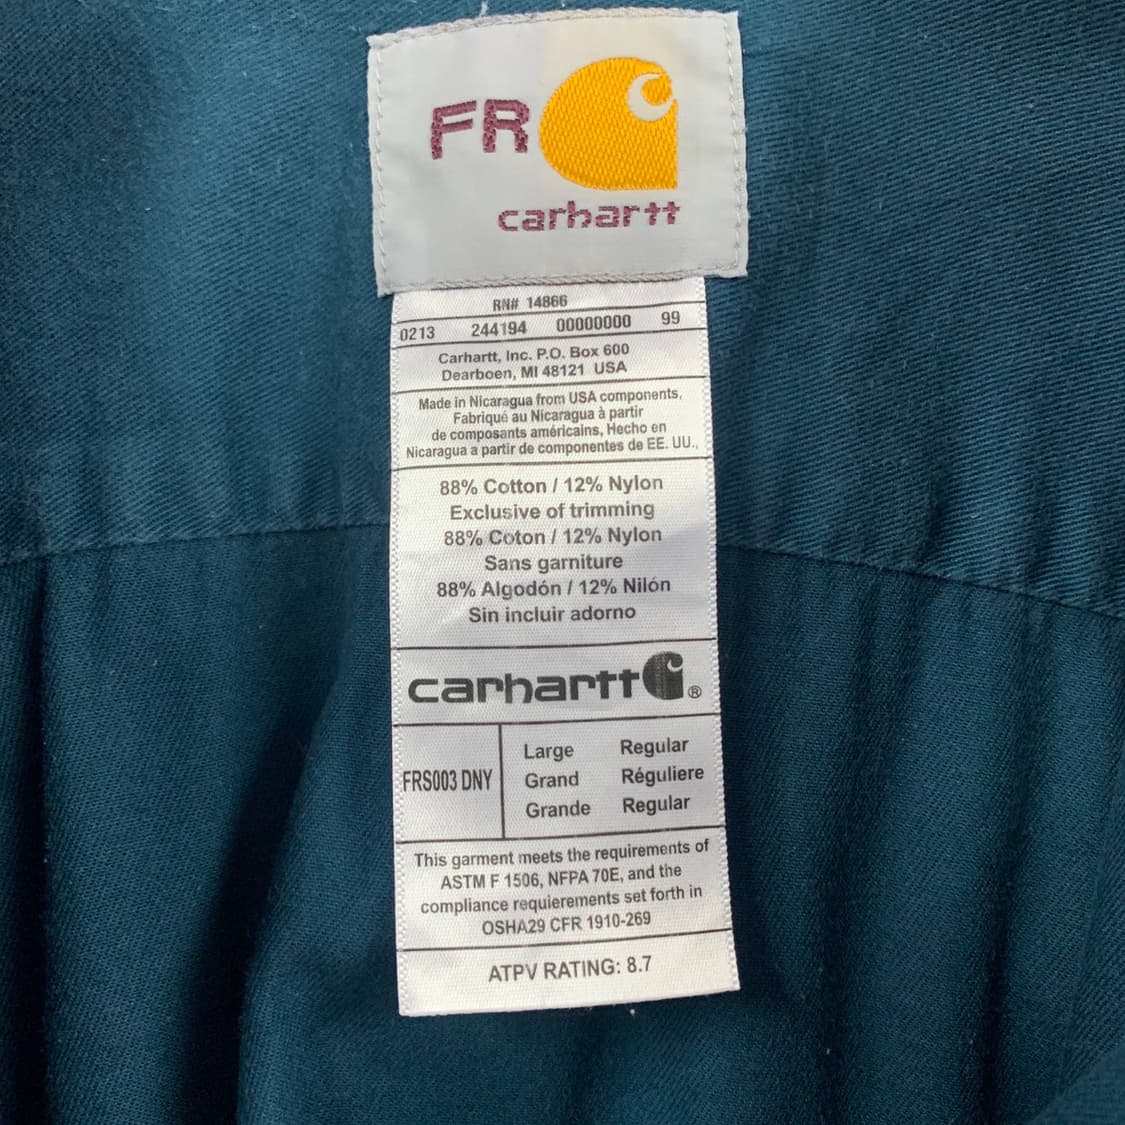 FR
carhartt
RN# 14866
0213 244194 00000000 99
Carhartt, Inc. P.O. Box 600
Dearboen, MI 48121 USA
Made in Nicaragua from USA components,
Fabriqué au Nicaragua à partir
de composants américains, Hecho en
Nicaragua a partir de componentes de EE. UU.,
88% Cotton / 12% Nylon
Exclusive of trimming
88% Coton / 12% Nylon
Sans garniture
88% Algodón / 12% Nilón
Sin incluir adorno
carhartt ®
FRS003 DNY
Large Regular
Grand Réguliere
Grande Regular
This garment meets the requirements of
ASTM F 1506, NFPA 70E, and the
compliance requierements set forth in
OSHA29 CFR 1910-269
ATPV RATING: 8.7